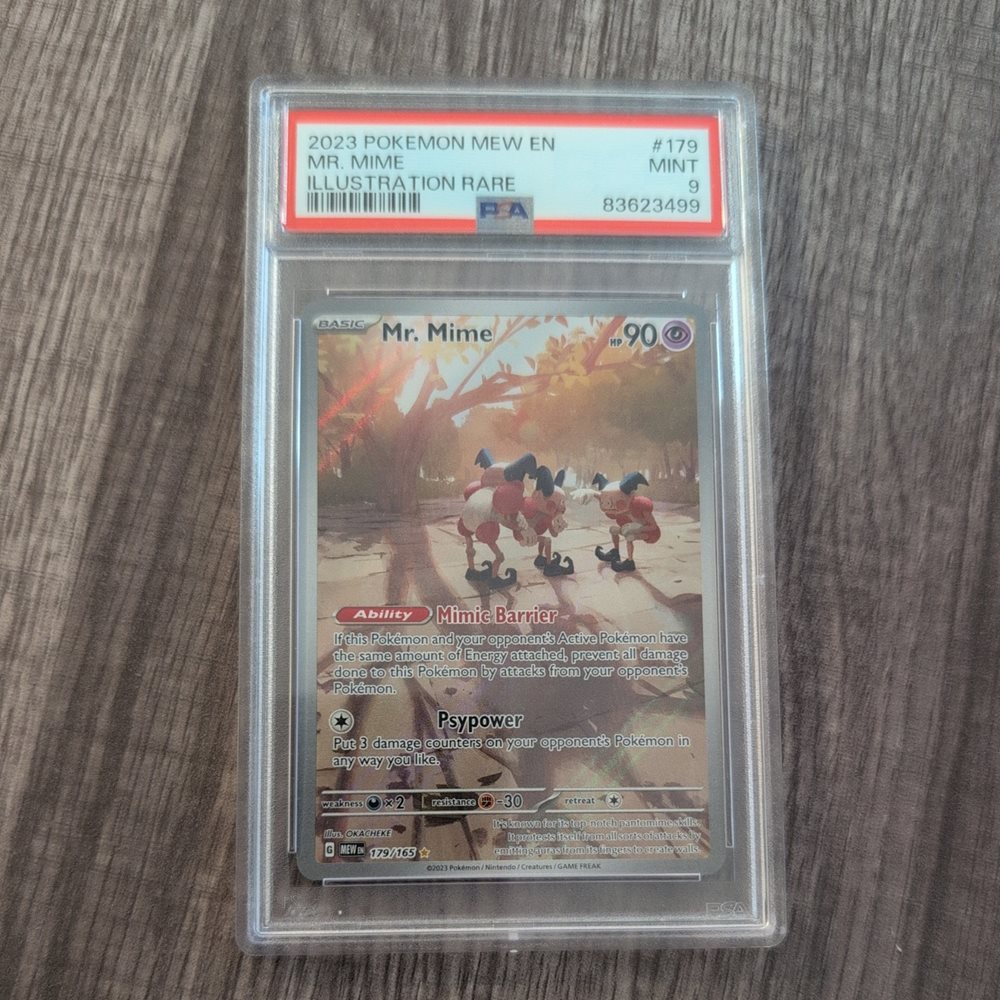 2023 POKEMON MEW EN #179
MR. MIME MINT
ILLUSTRATION RARE 9
PSA 83623499
BASIC Mr. Mime HP 90
Ability Mimic Barrier
If this Pokémon and your opponent's Active Pokémon have
the same amount of Energy attached, prevent all damage
done to this Pokémon by attacks from your opponent's
Pokémon.
Psypower
Put 3 damage counters on your opponent's Pokémon in
any way you like.
weakness ×2 resistance -30 retreat
It's known for its top-notch pantomime skills.
It protects itself from all sorts of attacks by
emitting auras from its fingers to create walls.
Illus. OKACHEKE
G MEW EN 179/165
©2023 Pokémon / Nintendo / Creatures / GAME FREAK
PSA